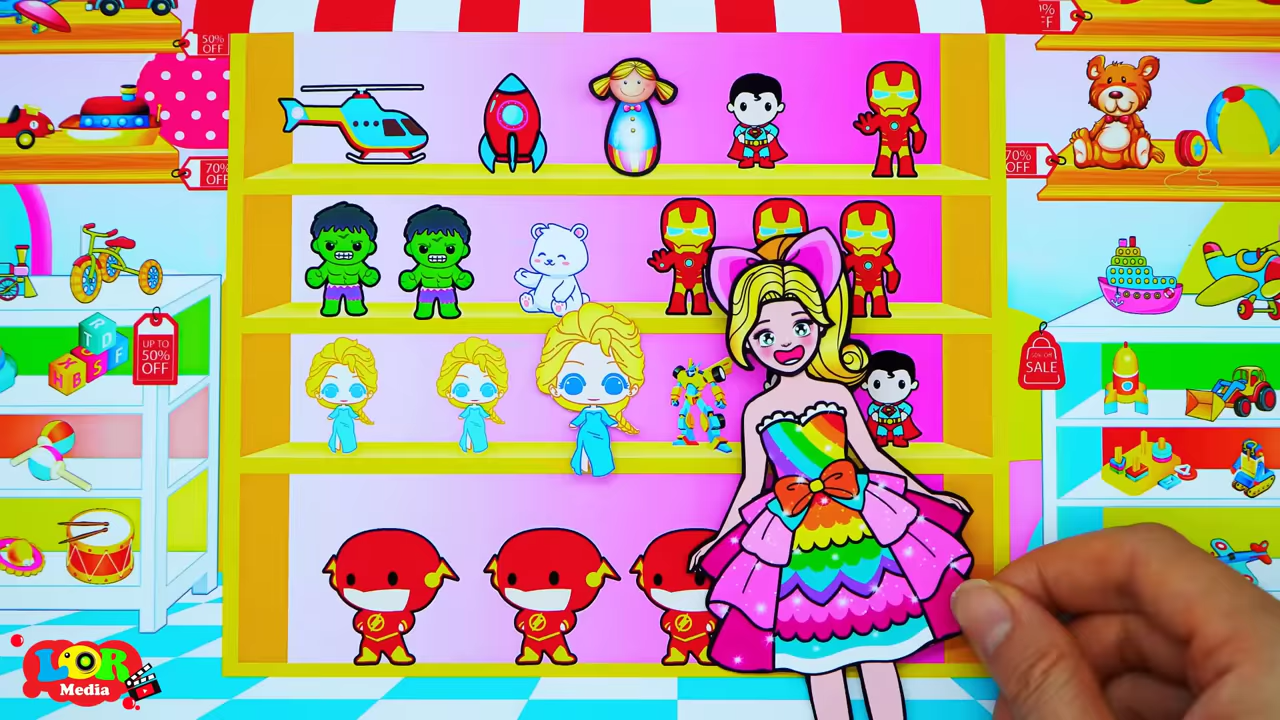 50%
OFF
%
F
70%
OFF
70%
OFF
UP TO
50%
OFF
SALE
R
T D
H B S F
LOR
Media